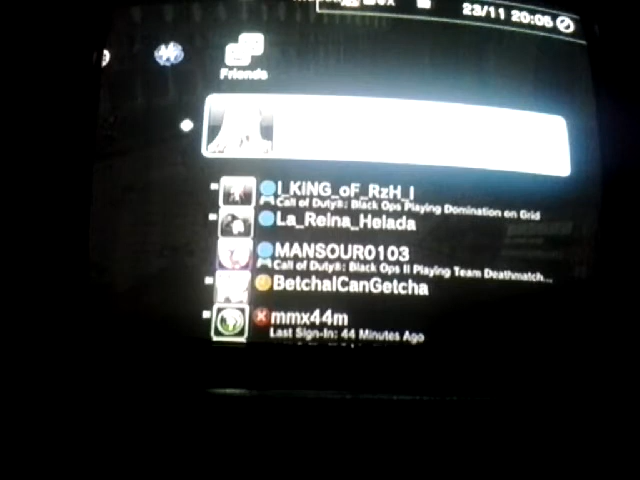 23/11 20:05
Friends
I_KiNG_oF_RzH_I
Call of Duty®: Black Ops Playing Domination on Grid
La_Reina_Helada
MANSOUR0103
Call of Duty®: Black Ops II Playing Team Deathmatch...
BetchaICanGetcha
mmx44m
Last Sign-In: 44 Minutes Ago